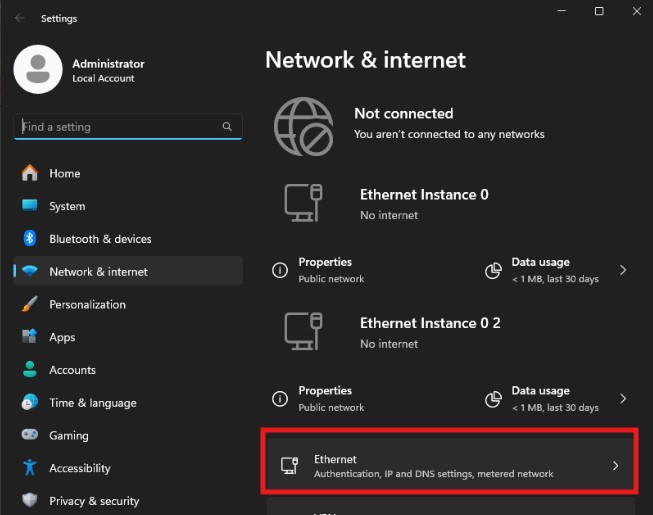 Settings
Administrator
Local Account
Find a setting
Home
System
Bluetooth & devices
Network & internet
Personalization
Apps
Accounts
Time & language
Gaming
Accessibility
Privacy & security
Network & internet
Not connected
You aren't connected to any networks
Ethernet Instance 0
No internet
Properties
Public network
Data usage
< 1 MB, last 30 days
Ethernet Instance 0 2
No internet
Properties
Public network
Data usage
< 1 MB, last 30 days
Ethernet
Authentication, IP and DNS settings, metered network